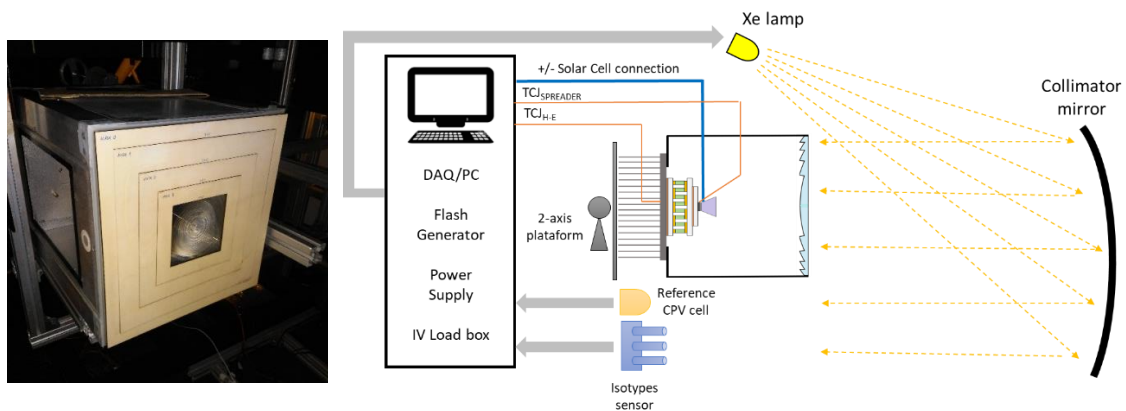 Xe lamp
Collimator
mirror
+/- Solar Cell connection
TCJSPREADER
TCJH-E
DAQ/PC
Flash
Generator
Power
Supply
IV Load box
2-axis
plataform
Reference
CPV cell
Isotypes
sensor